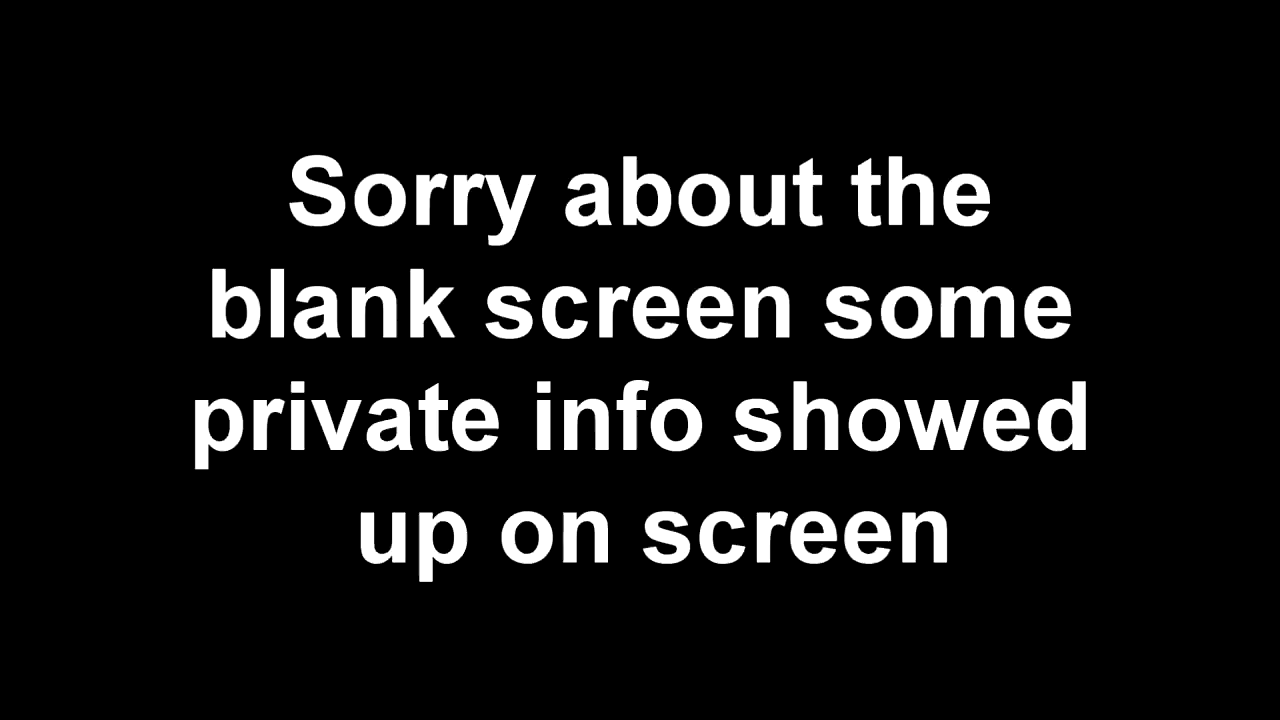 Sorry about the
blank screen some
private info showed
up on screen